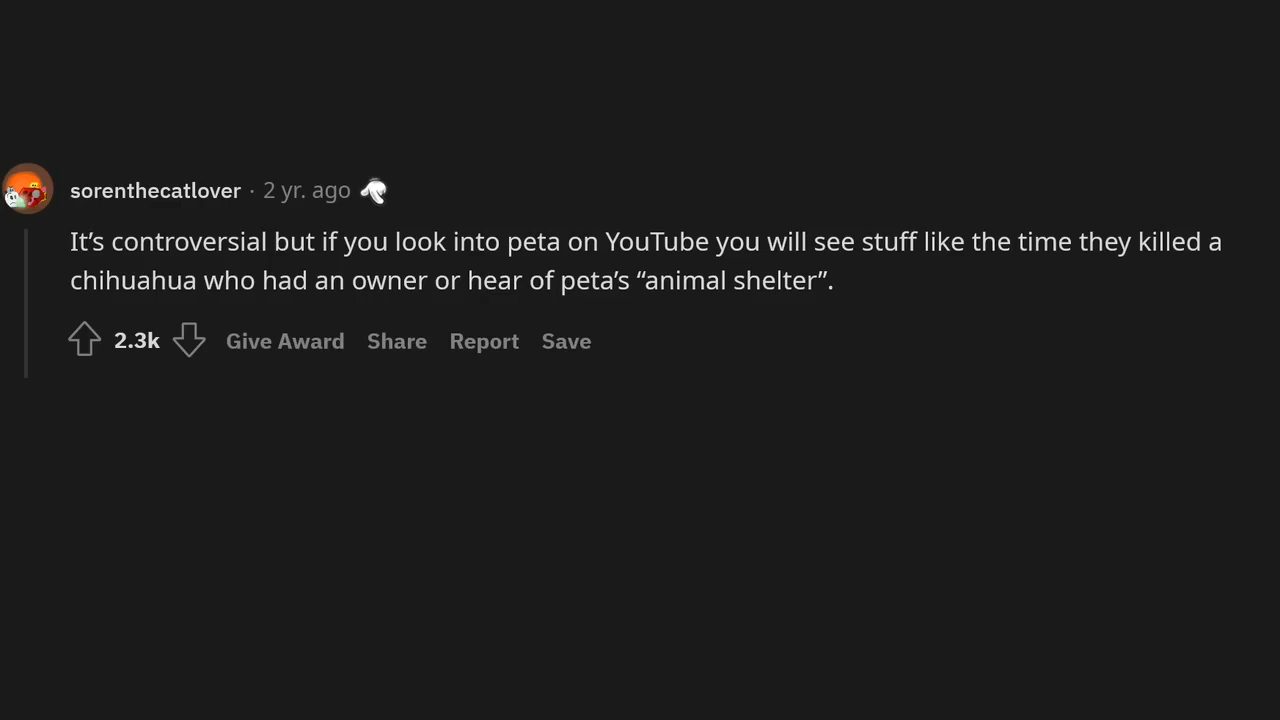 sorenthecatlover · 2 yr. ago
It’s controversial but if you look into peta on YouTube you will see stuff like the time they killed a
chihuahua who had an owner or hear of peta’s “animal shelter”.
2.3k Give Award Share Report Save